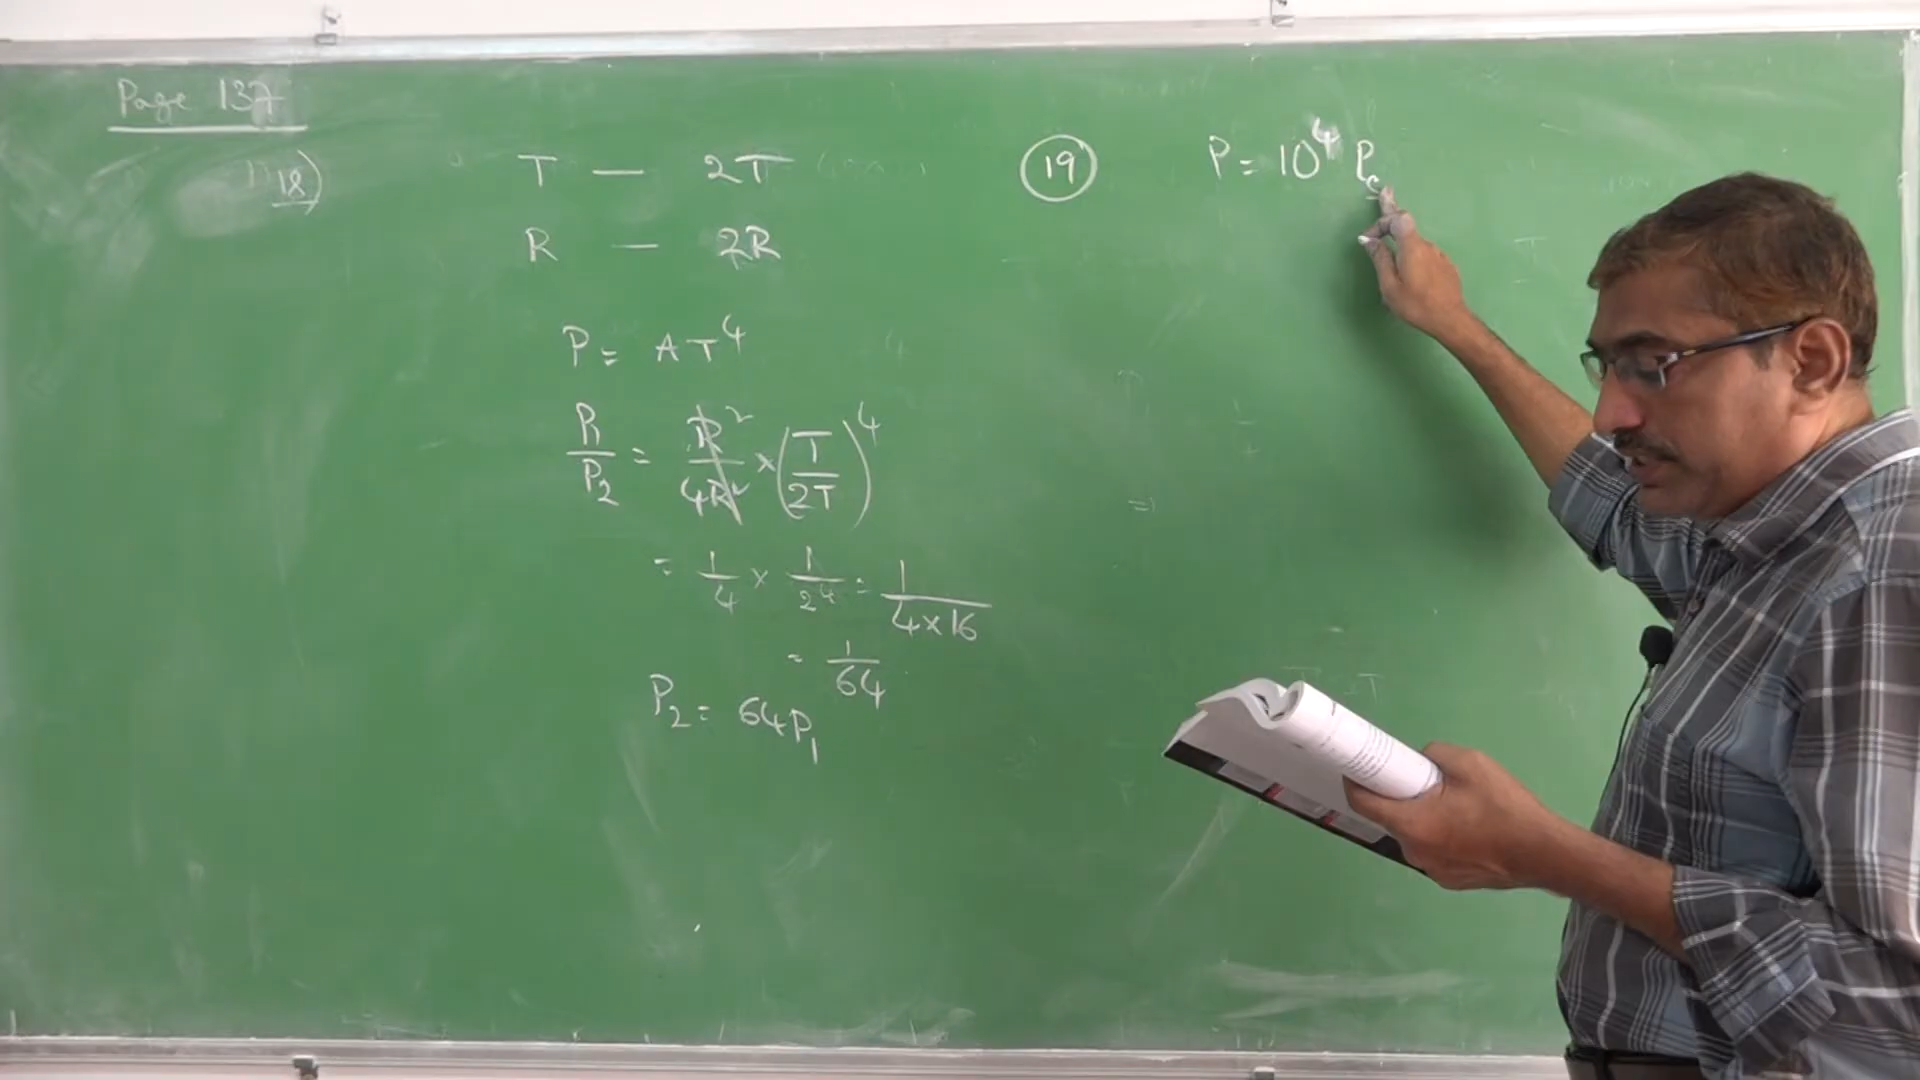 Page 137
18)
T — 2T
R — 2R
P = AT⁴
P₁/P₂ = R²/4R² × (T/2T)⁴
= 1/4 × 1/2⁴ = 1/(4×16)
= 1/64
P₂ = 64P₁
19
P = 10⁴ Pₑ